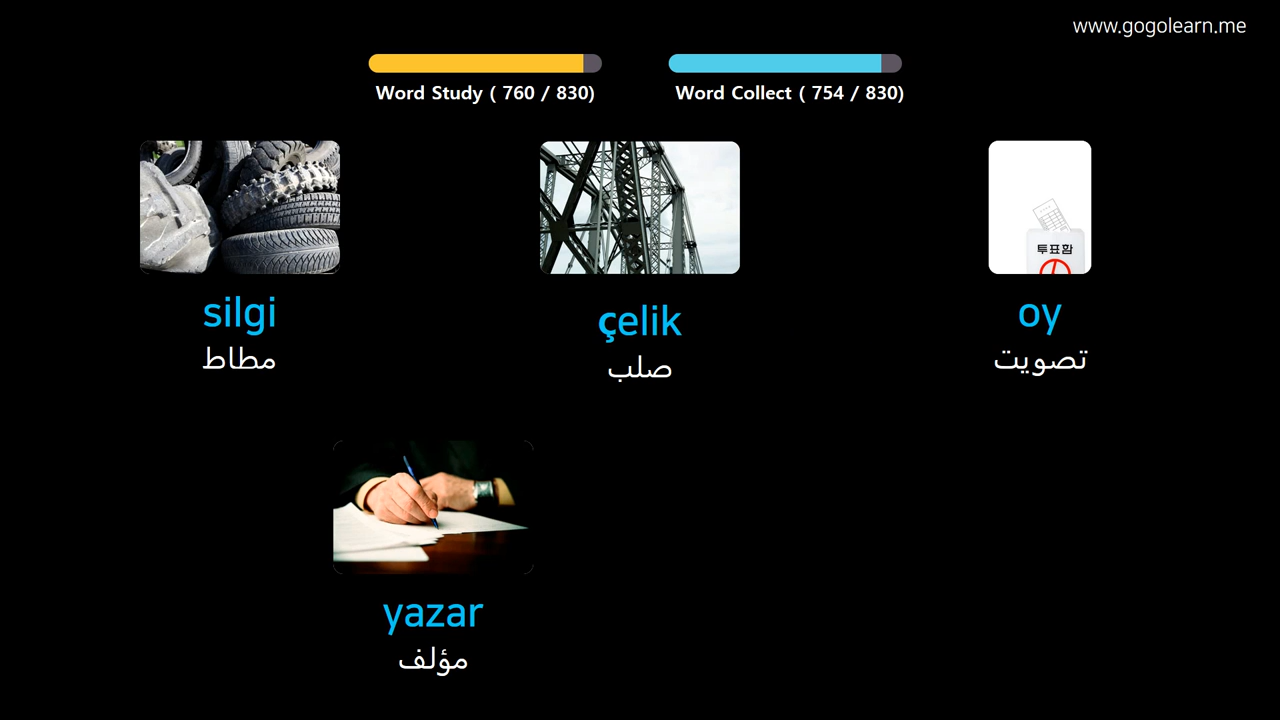 www.gogolearn.me
Word Study ( 760 / 830)
Word Collect ( 754 / 830)
투표함
silgi
مطاط
çelik
صلب
oy
تصويت
yazar
مؤلف